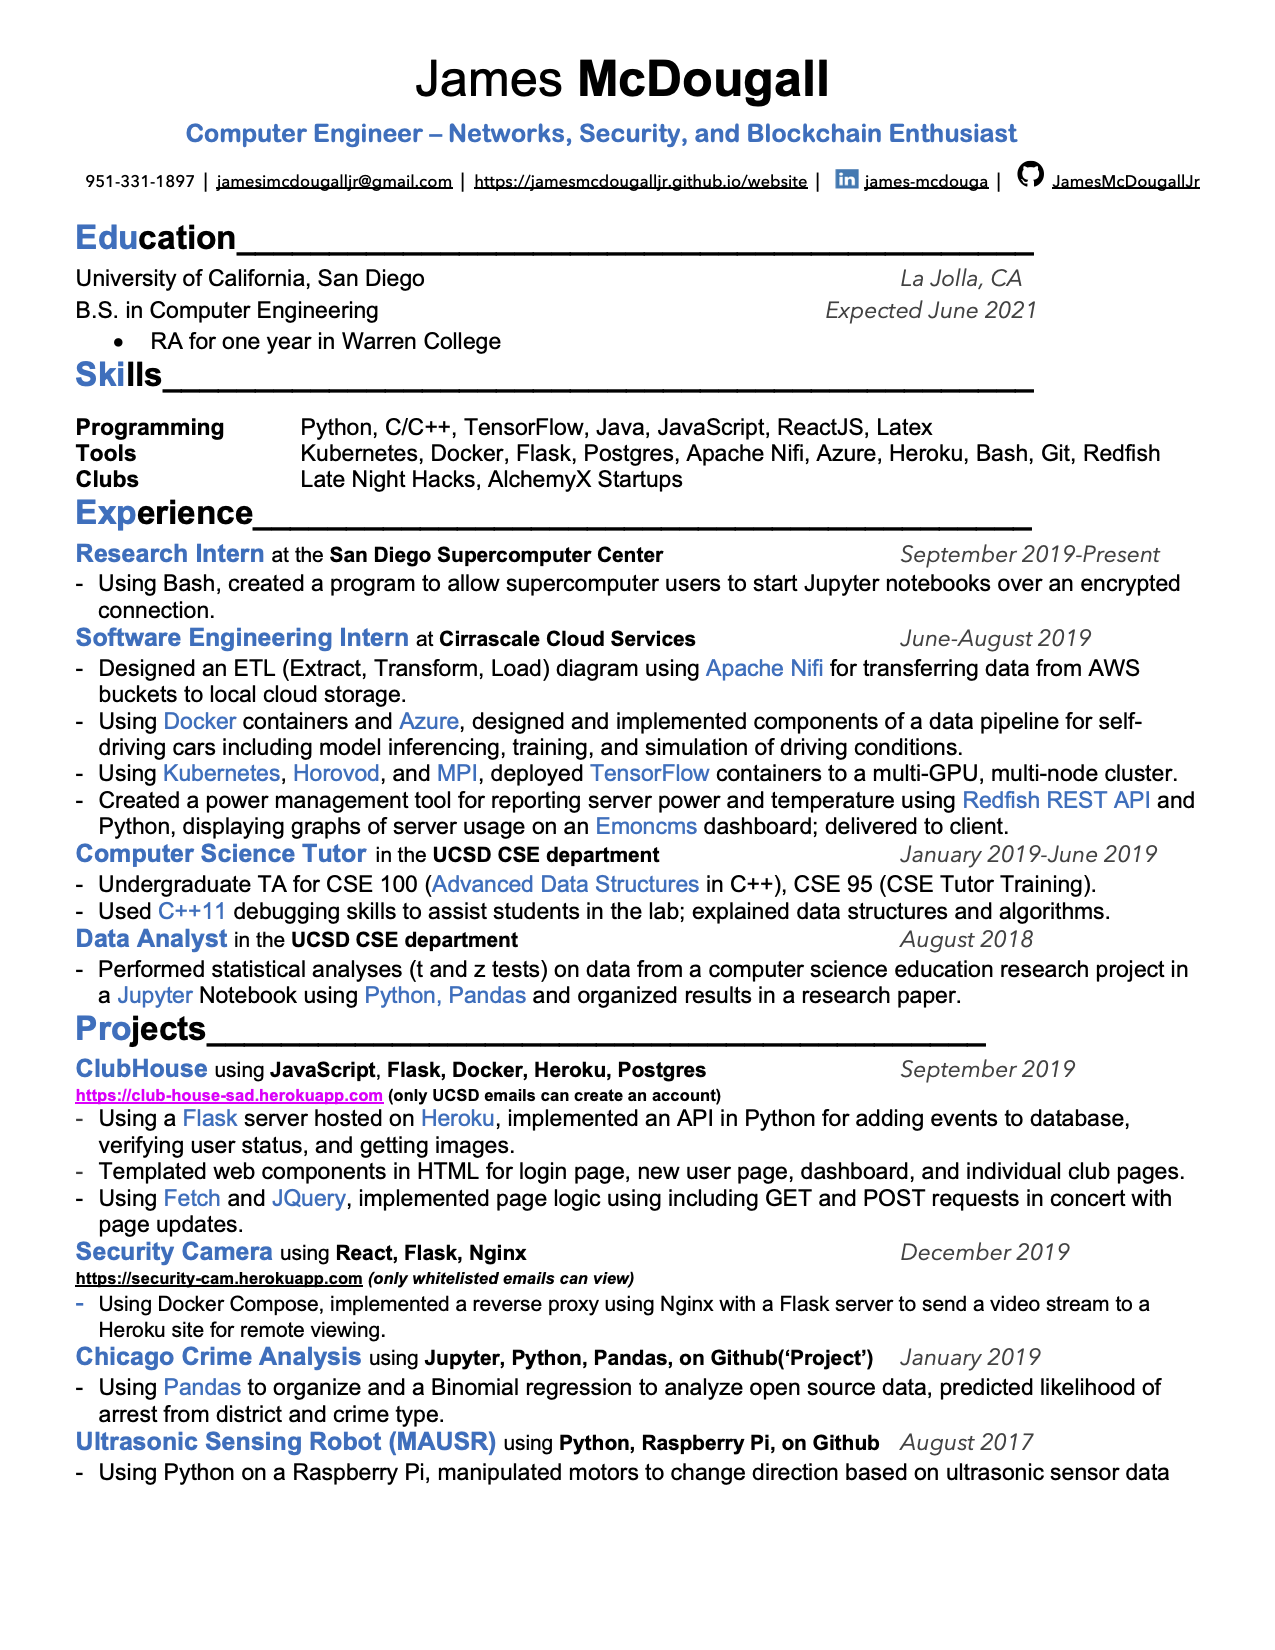 James McDougall
Computer Engineer – Networks, Security, and Blockchain Enthusiast
951-331-1897 | jamesimcdougalljr@gmail.com | https://jamesmcdougalljr.github.io/website | in james-mcdouga | JamesMcDougallJr
Education
University of California, San Diego La Jolla, CA
B.S. in Computer Engineering Expected June 2021
• RA for one year in Warren College
Skills
Programming Python, C/C++, TensorFlow, Java, JavaScript, ReactJS, Latex
Tools Kubernetes, Docker, Flask, Postgres, Apache Nifi, Azure, Heroku, Bash, Git, Redfish
Clubs Late Night Hacks, AlchemyX Startups
Experience
Research Intern at the San Diego Supercomputer Center September 2019-Present
- Using Bash, created a program to allow supercomputer users to start Jupyter notebooks over an encrypted
connection.
Software Engineering Intern at Cirrascale Cloud Services June-August 2019
- Designed an ETL (Extract, Transform, Load) diagram using Apache Nifi for transferring data from AWS
buckets to local cloud storage.
- Using Docker containers and Azure, designed and implemented components of a data pipeline for self-
driving cars including model inferencing, training, and simulation of driving conditions.
- Using Kubernetes, Horovod, and MPI, deployed TensorFlow containers to a multi-GPU, multi-node cluster.
- Created a power management tool for reporting server power and temperature using Redfish REST API and
Python, displaying graphs of server usage on an Emoncms dashboard; delivered to client.
Computer Science Tutor in the UCSD CSE department January 2019-June 2019
- Undergraduate TA for CSE 100 (Advanced Data Structures in C++), CSE 95 (CSE Tutor Training).
- Used C++11 debugging skills to assist students in the lab; explained data structures and algorithms.
Data Analyst in the UCSD CSE department August 2018
- Performed statistical analyses (t and z tests) on data from a computer science education research project in
a Jupyter Notebook using Python, Pandas and organized results in a research paper.
Projects
ClubHouse using JavaScript, Flask, Docker, Heroku, Postgres September 2019
https://club-house-sad.herokuapp.com (only UCSD emails can create an account)
- Using a Flask server hosted on Heroku, implemented an API in Python for adding events to database,
verifying user status, and getting images.
- Templated web components in HTML for login page, new user page, dashboard, and individual club pages.
- Using Fetch and JQuery, implemented page logic using including GET and POST requests in concert with
page updates.
Security Camera using React, Flask, Nginx December 2019
https://security-cam.herokuapp.com (only whitelisted emails can view)
- Using Docker Compose, implemented a reverse proxy using Nginx with a Flask server to send a video stream to a
Heroku site for remote viewing.
Chicago Crime Analysis using Jupyter, Python, Pandas, on Github(‘Project’) January 2019
- Using Pandas to organize and a Binomial regression to analyze open source data, predicted likelihood of
arrest from district and crime type.
Ultrasonic Sensing Robot (MAUSR) using Python, Raspberry Pi, on Github August 2017
- Using Python on a Raspberry Pi, manipulated motors to change direction based on ultrasonic sensor data